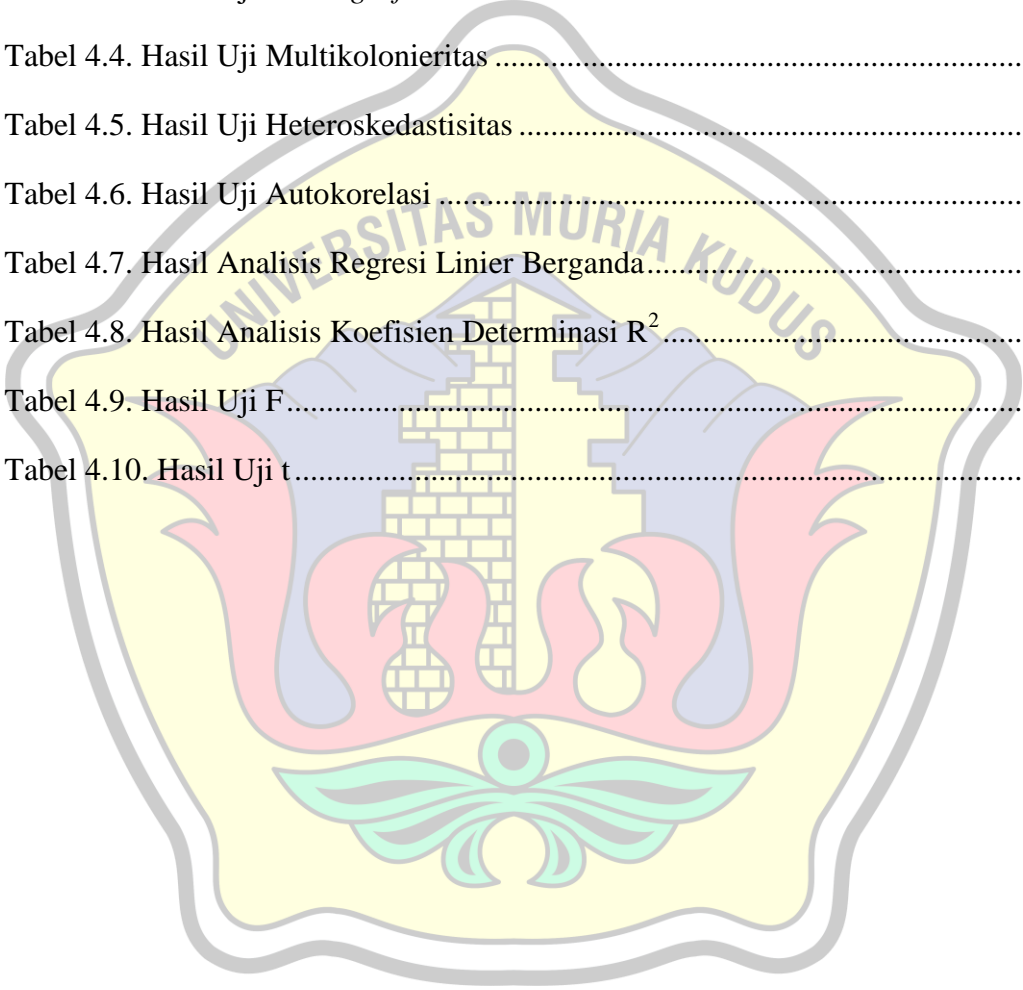 Tabel 4.4. Hasil Uji Multikolonieritas ..............................................................
Tabel 4.5. Hasil Uji Heteroskedastisitas ...........................................................
Tabel 4.6. Hasil Uji Autokorelasi .....................................................................
Tabel 4.7. Hasil Analisis Regresi Linier Berganda...........................................
Tabel 4.8. Hasil Analisis Koefisien Determinasi R² .........................................
Tabel 4.9. Hasil Uji F........................................................................................
Tabel 4.10. Hasil Uji t.......................................................................................
UNIVERSITAS MURIA KUDUS